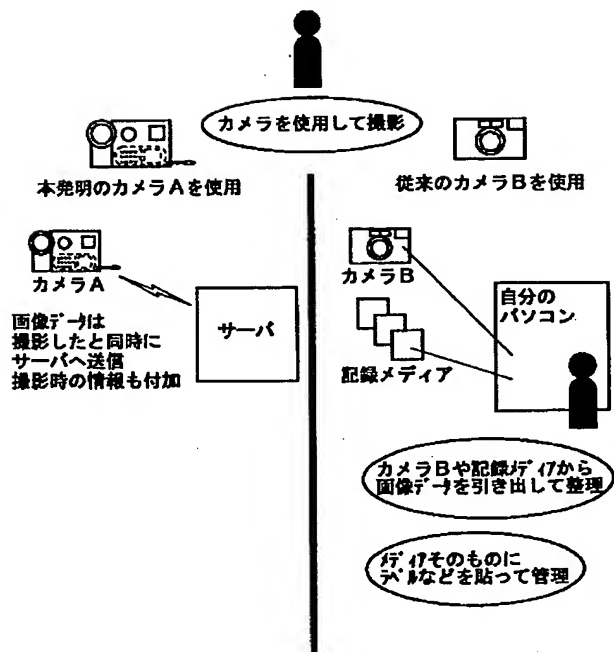 カメラを使用して撮影
本発明のカメラAを使用
従来のカメラBを使用
カメラA
画像データは
撮影したと同時に
サーバへ送信
撮影時の情報も付加
サーバ
カメラB
記録メディア
自分の
パソコン
カメラBや記録メディアから
画像データを引き出して整理
メディアそのものに
ラベルなどを貼って管理